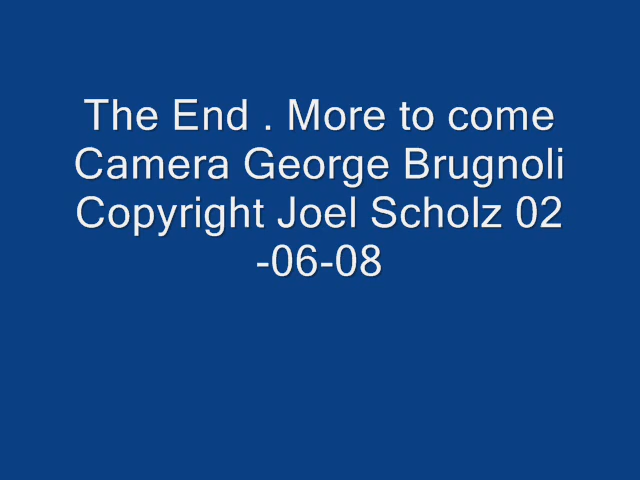 The End . More to come
Camera George Brugnoli
Copyright Joel Scholz 02
-06-08